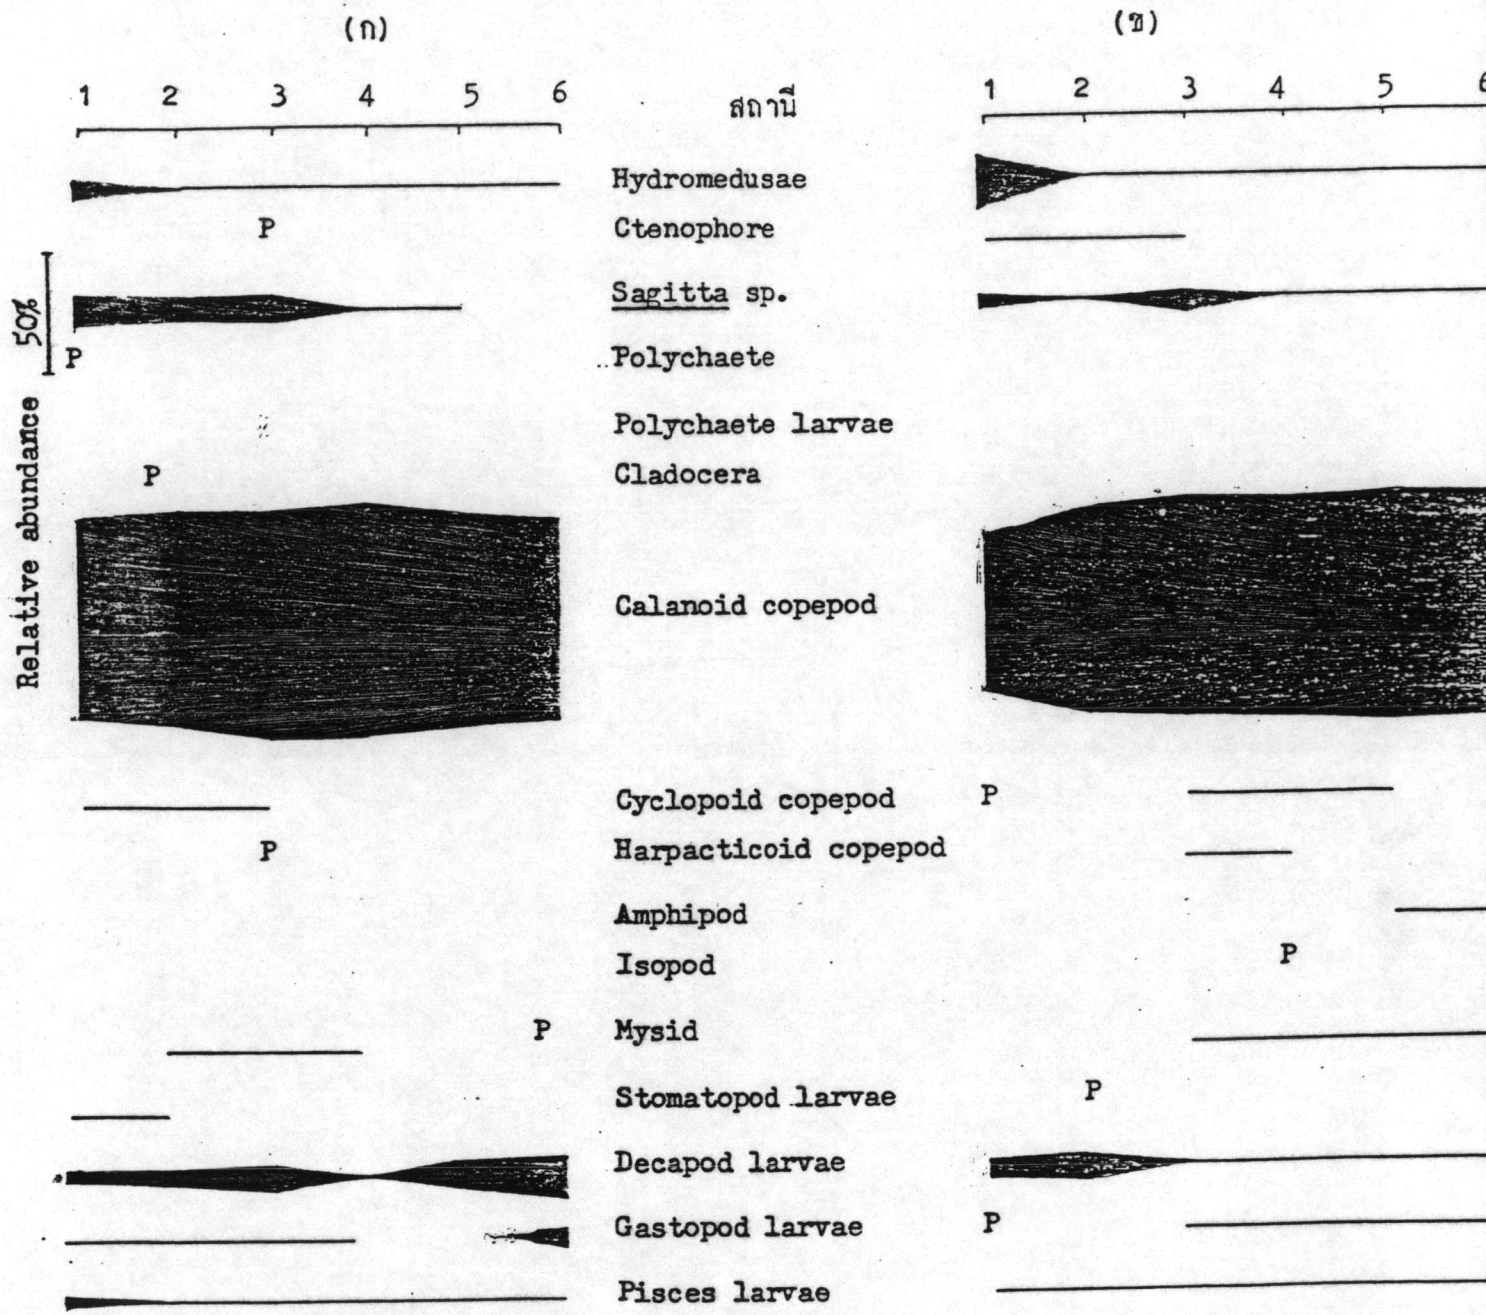 (ก)
(ข)
1 2 3 4 5 6
สถานี
1 2 3 4 5 6
Hydromedusae
P
Ctenophore
50%
Sagitta sp.
P
Polychaete
Polychaete larvae
P
Cladocera
Relative abundance
Calanoid copepod
Cyclopoid copepod
P
P
Harpacticoid copepod
Amphipod
Isopod
P
P
Mysid
Stomatopod larvae
P
Decapod larvae
Gastopod larvae
P
Pisces larvae